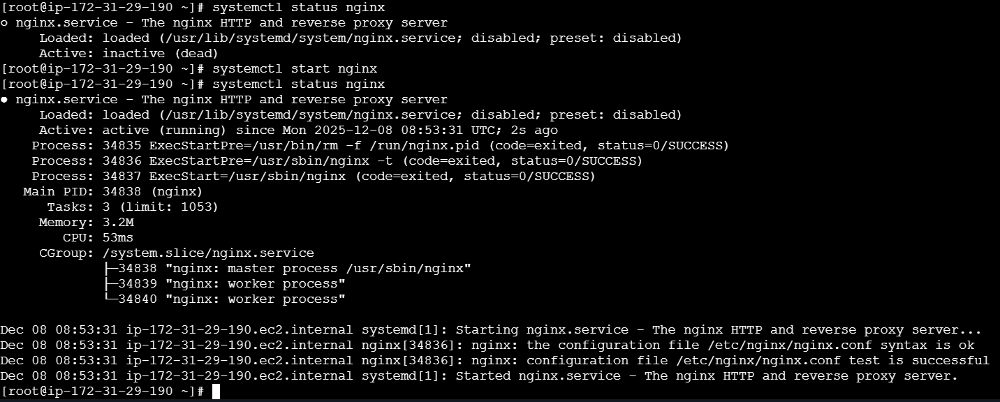 [root@ip-172-31-29-190 ~]# systemctl status nginx
○ nginx.service - The nginx HTTP and reverse proxy server
     Loaded: loaded (/usr/lib/systemd/system/nginx.service; disabled; preset: disabled)
     Active: inactive (dead)
[root@ip-172-31-29-190 ~]# systemctl start nginx
[root@ip-172-31-29-190 ~]# systemctl status nginx
● nginx.service - The nginx HTTP and reverse proxy server
     Loaded: loaded (/usr/lib/systemd/system/nginx.service; disabled; preset: disabled)
     Active: active (running) since Mon 2025-12-08 08:53:31 UTC; 2s ago
    Process: 34835 ExecStartPre=/usr/bin/rm -f /run/nginx.pid (code=exited, status=0/SUCCESS)
    Process: 34836 ExecStartPre=/usr/sbin/nginx -t (code=exited, status=0/SUCCESS)
    Process: 34837 ExecStart=/usr/sbin/nginx (code=exited, status=0/SUCCESS)
   Main PID: 34838 (nginx)
      Tasks: 3 (limit: 1053)
     Memory: 3.2M
        CPU: 53ms
     CGroup: /system.slice/nginx.service
             ├─34838 "nginx: master process /usr/sbin/nginx"
             ├─34839 "nginx: worker process"
             └─34840 "nginx: worker process"

Dec 08 08:53:31 ip-172-31-29-190.ec2.internal systemd[1]: Starting nginx.service - The nginx HTTP and reverse proxy server...
Dec 08 08:53:31 ip-172-31-29-190.ec2.internal nginx[34836]: nginx: the configuration file /etc/nginx/nginx.conf syntax is ok
Dec 08 08:53:31 ip-172-31-29-190.ec2.internal nginx[34836]: nginx: configuration file /etc/nginx/nginx.conf test is successful
Dec 08 08:53:31 ip-172-31-29-190.ec2.internal systemd[1]: Started nginx.service - The nginx HTTP and reverse proxy server.
[root@ip-172-31-29-190 ~]#